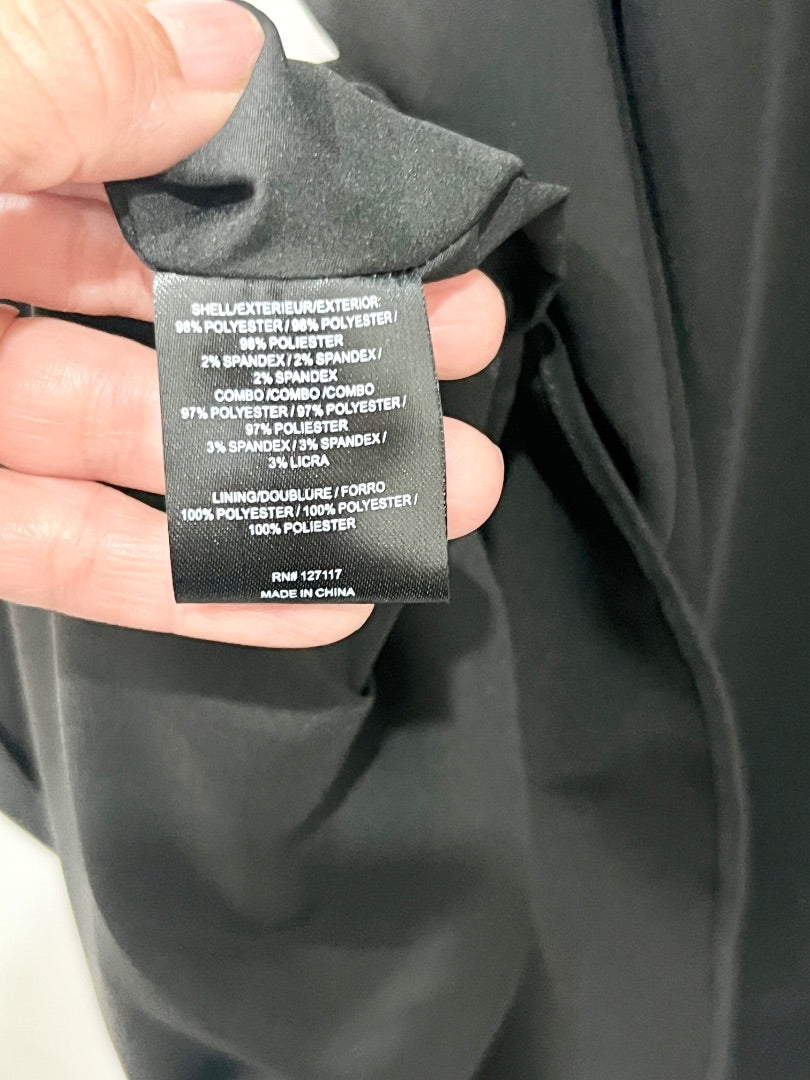 SHELL/EXTERIEUR/EXTERIOR:
98% POLYESTER / 98% POLYESTER /
98% POLIESTER
2% SPANDEX / 2% SPANDEX /
2% SPANDEX
COMBO /COMBO /COMBO
97% POLYESTER / 97% POLYESTER /
97% POLIESTER
3% SPANDEX / 3% SPANDEX /
3% LICRA
LINING/DOUBLURE / FORRO
100% POLYESTER / 100% POLYESTER /
100% POLIESTER
RN# 127117
MADE IN CHINA